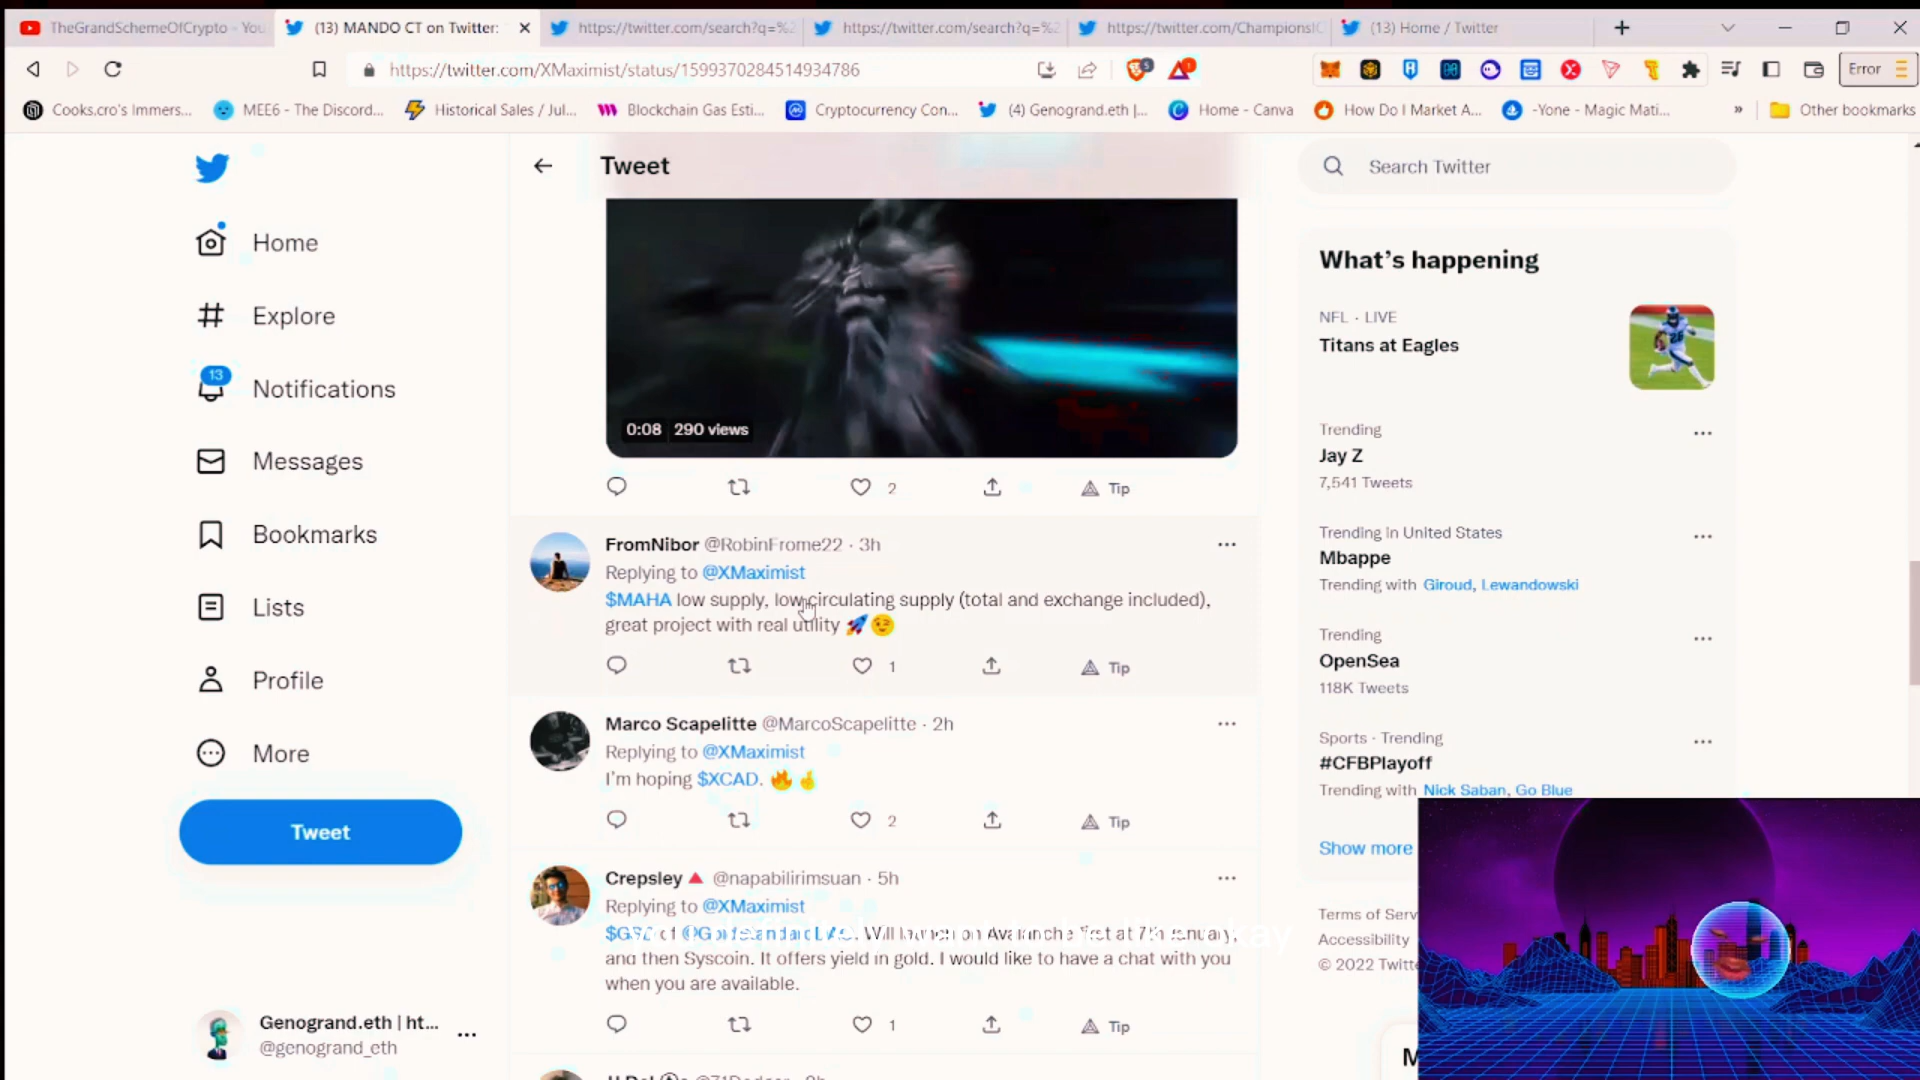 TheGrandSchemeOfCrypto - You
(13) MANDO CT on Twitter:
https://twitter.com/search?q=%2
https://twitter.com/search?q=%2
https://twitter.com/ChampionsIC
(13) Home / Twitter
https://twitter.com/XMaximist/status/1599370284514934786
Error
Cooks.cro's Immers...
MEE6 - The Discord...
Historical Sales / Jul...
Blockchain Gas Esti...
Cryptocurrency Con...
(4) Genogrand.eth |...
Home - Canva
How Do I Market A...
-Yone - Magic Mati...
»
Other bookmarks
Home
Explore
13
Notifications
Messages
Bookmarks
Lists
Profile
More
Tweet
Genogrand.eth | ht...
@genogrand_eth
Tweet
0:08 290 views
2
Tip
FromNibor @RobinFrome22 · 3h
Replying to @XMaximist
$MAHA low supply, low circulating supply (total and exchange included),
great project with real utility 🚀😉
1
Tip
Marco Scapelitte @MarcoScapelitte · 2h
Replying to @XMaximist
I'm hoping $XCAD. 🔥🤞
2
Tip
Crepsley 🔺 @napabilirimsuan · 5h
Replying to @XMaximist
Will launch on Avalanche first at 7th January
and then Syscoin. It offers yield in gold. I would like to have a chat with you
when you are available.
1
Tip
Search Twitter
What's happening
NFL · LIVE
Titans at Eagles
Trending
Jay Z
7,541 Tweets
Trending in United States
Mbappe
Trending with Giroud, Lewandowski
Trending
OpenSea
118K Tweets
Sports · Trending
#CFBPlayoff
Trending with Nick Saban, Go Blue
Show more
Terms of Serv
Accessibility
© 2022 Twitte
M